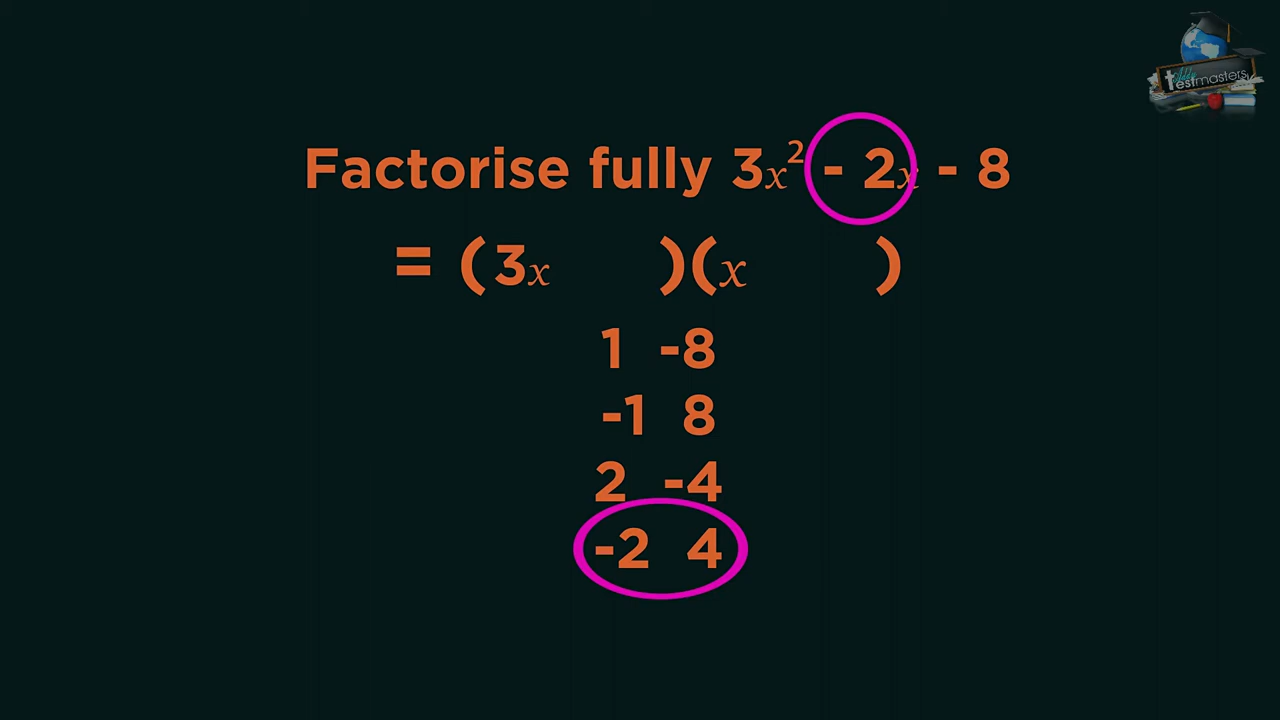 Factorise fully 3x² - 2x - 8
= (3x )(x )
1 -8
-1 8
2 -4
-2 4
testmasters